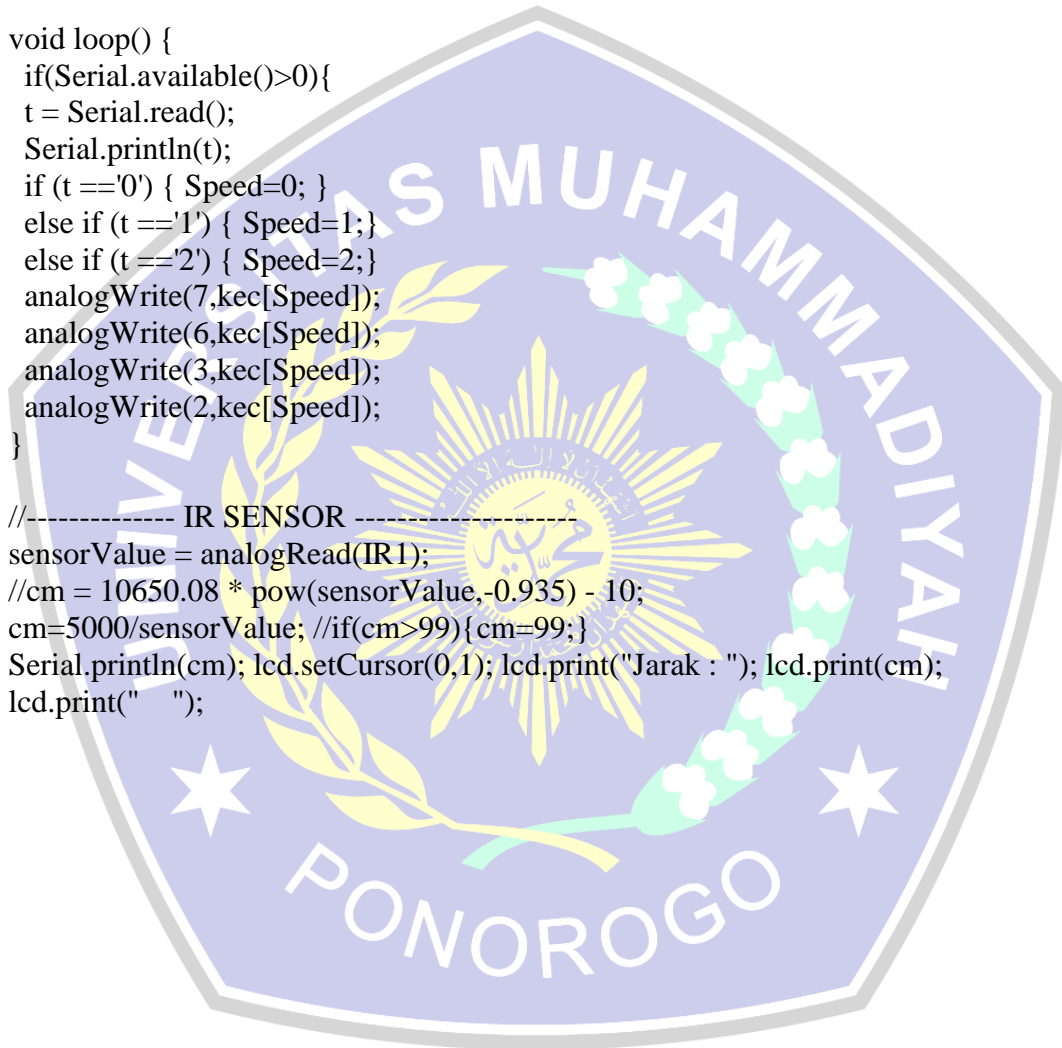 void loop() {
if(Serial.available()>0){
t = Serial.read();
Serial.println(t);
if (t =='0') { Speed=0; }
else if (t =='1') { Speed=1;}
else if (t =='2') { Speed=2;}
analogWrite(7,kec[Speed]);
analogWrite(6,kec[Speed]);
analogWrite(3,kec[Speed]);
analogWrite(2,kec[Speed]);
}
//-------------- IR SENSOR ---------------------
sensorValue = analogRead(IR1);
//cm = 10650.08 * pow(sensorValue,-0.935) - 10;
cm=5000/sensorValue; //if(cm>99){cm=99;}
Serial.println(cm); lcd.setCursor(0,1); lcd.print("Jarak : "); lcd.print(cm);
lcd.print("    ");
UNIVERSITAS MUHAMMADIYAH
PONOROGO